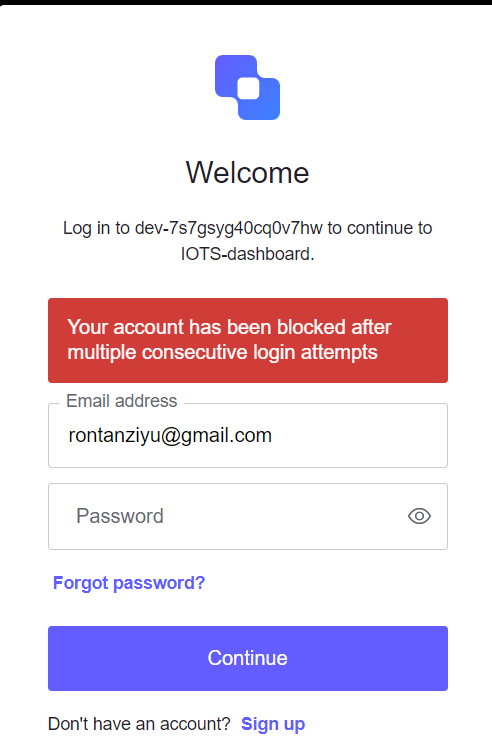 Welcome
Log in to dev-7s7gsyg40cq0v7hw to continue to
IOTS-dashboard.
Your account has been blocked after
multiple consecutive login attempts
Email address
rontanziyu@gmail.com
Password
Forgot password?
Continue
Don't have an account? Sign up